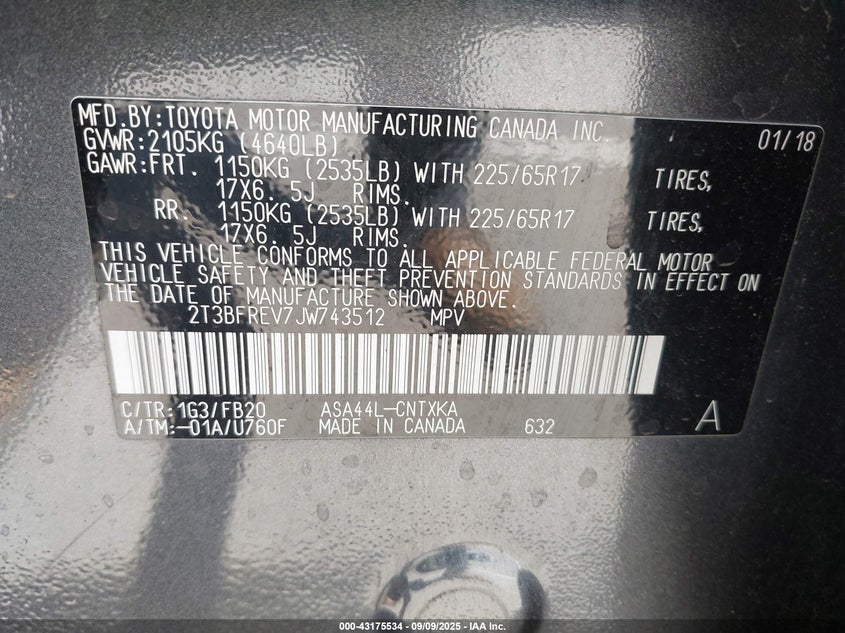 MFD.BY:TOYOTA MOTOR MANUFACTURING CANADA INC. 01/18
GVWR:2105KG (4640LB)
GAWR:FRT. 1150KG (2535LB) WITH 225/65R17 TIRES,
17X6. 5J RIMS.
RR. 1150KG (2535LB) WITH 225/65R17 TIRES,
17X6. 5J RIMS.
THIS VEHICLE CONFORMS TO ALL APPLICABLE FEDERAL MOTOR
VEHICLE SAFETY AND THEFT PREVENTION STANDARDS IN EFFECT ON
THE DATE OF MANUFACTURE SHOWN ABOVE.
2T3BFREV7JW743512 MPV
C/TR:1G3/FB20 ASA44L-CNTXKA
A/TM:-01A/U760F MADE IN CANADA 632 A
000-43175534 - 09/09/2025 - IAA Inc.